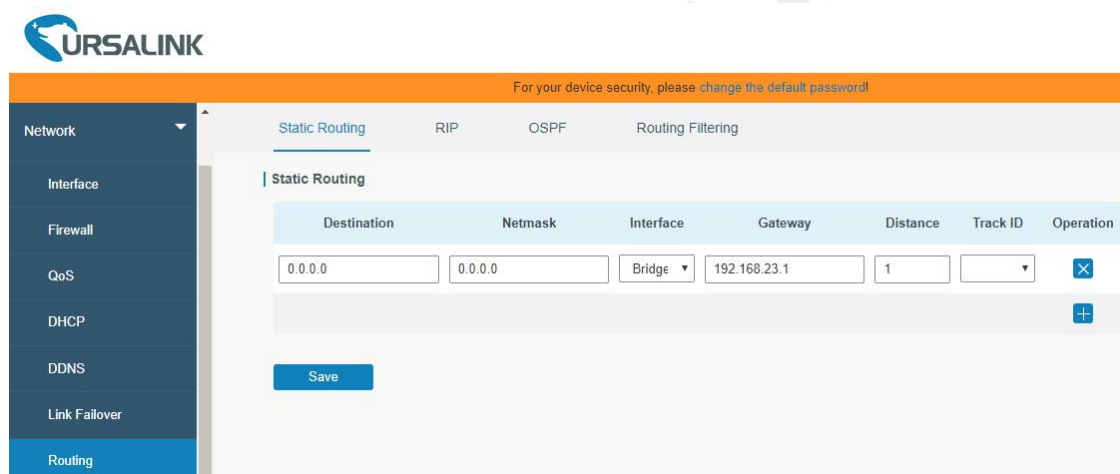 URSALINK
For your device security, please change the default password!
Network
Static Routing RIP OSPF Routing Filtering
Interface
Static Routing
Firewall
Destination Netmask Interface Gateway Distance Track ID Operation
QoS
0.0.0.0 0.0.0.0 Bridge 192.168.23.1 1
DHCP
DDNS
Save
Link Failover
Routing